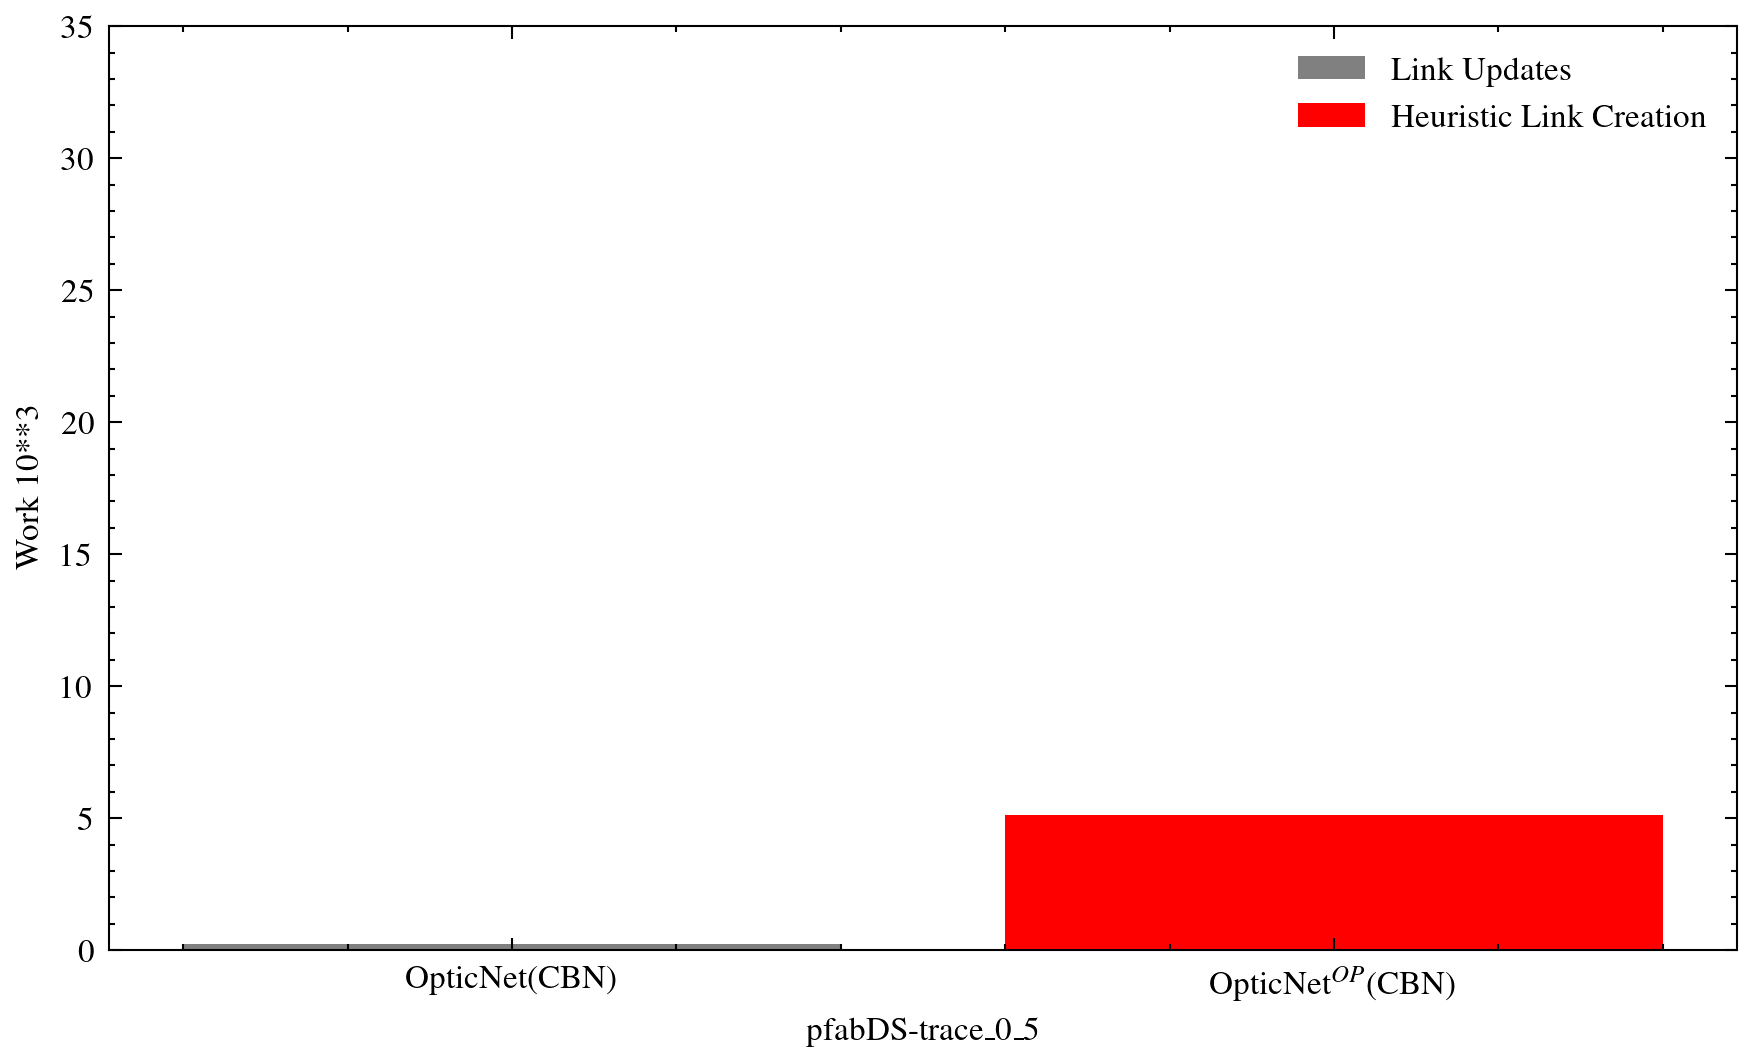 35
30
25
20
15
10
5
0
Work 10**3
Link Updates
Heuristic Link Creation
OpticNet(CBN)
OpticNet^{OP}(CBN)
pfabDS-trace_0_5